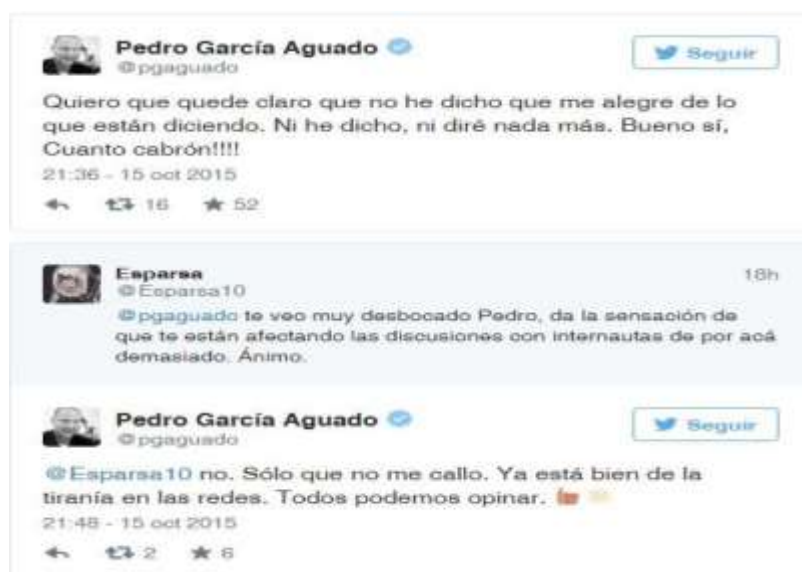 Pedro García Aguado
Seguir
@pgaguado
Quiero que quede claro que no he dicho que me alegre de lo
que están diciendo. Ni he dicho, ni diré nada más. Bueno sí,
Cuanto cabrón!!!!
21:36 - 15 oct 2015
16 52
Esparsa
18h
@Esparsa10
@pgaguado te veo muy desbocado Pedro, da la sensación de
que te están afectando las discusiones con internautas de por acá
demasiado. Ánimo.
Pedro García Aguado
Seguir
@pgaguado
@Esparsa10 no. Sólo que no me callo. Ya está bien de la
tiranía en las redes. Todos podemos opinar.
21:48 - 15 oct 2015
2 6